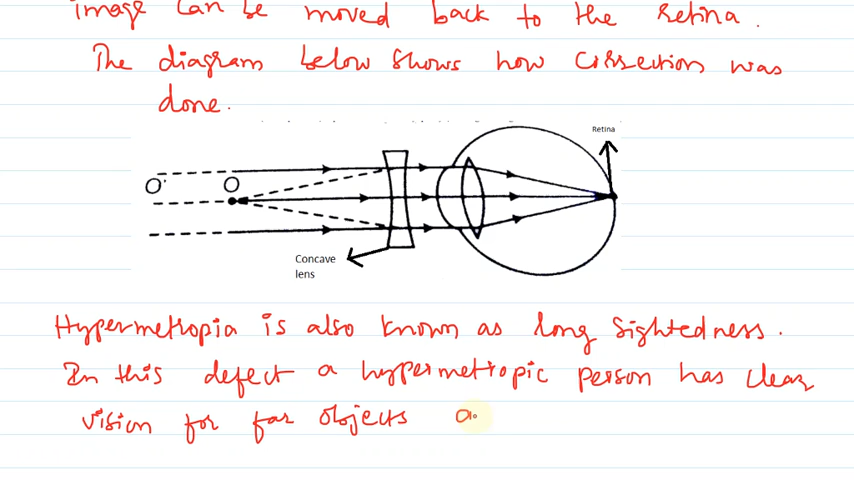 image can be moved back to the retina.
The diagram below shows how correction was
done.
Retina
O' O
Concave
lens
Hypermetropia is also known as long sightedness.
In this defect a hypermetropic person has clear
vision for far objects a